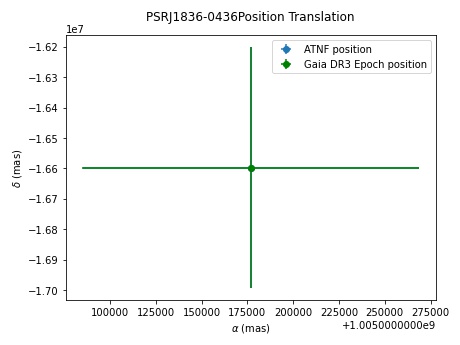 PSRJ1836-0436Position Translation
1e7
ATNF position
Gaia DR3 Epoch position
−1.62
−1.63
−1.64
−1.65
−1.66
−1.67
−1.68
−1.69
−1.70
δ (mas)
100000 125000 150000 175000 200000 225000 250000 275000
α (mas)
+1.0050000000e9